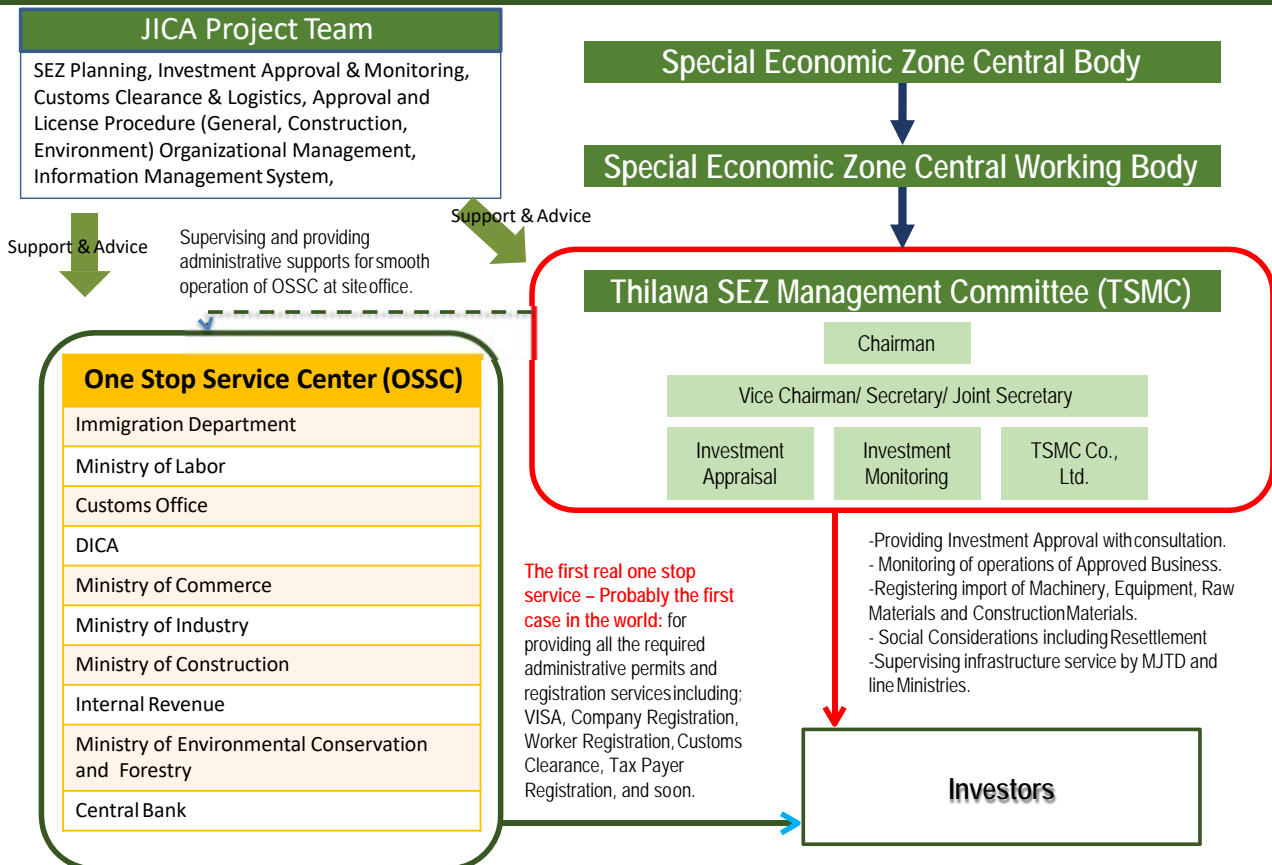 JICA Project Team
SEZ Planning, Investment Approval & Monitoring,
Customs Clearance & Logistics, Approval and
License Procedure (General, Construction,
Environment) Organizational Management,
Information Management System,
Special Economic Zone Central Body
Special Economic Zone Central Working Body
Support & Advice
Support & Advice
Supervising and providing
administrative supports for smooth
operation of OSSC at site office.
Thilawa SEZ Management Committee (TSMC)
Chairman
Vice Chairman/ Secretary/ Joint Secretary
Investment
Appraisal
Investment
Monitoring
TSMC Co.,
Ltd.
One Stop Service Center (OSSC)
Immigration Department
Ministry of Labor
Customs Office
DICA
Ministry of Commerce
Ministry of Industry
Ministry of Construction
Internal Revenue
Ministry of Environmental Conservation
and Forestry
Central Bank
The first real one stop
service – Probably the first
case in the world: for
providing all the required
administrative permits and
registration services including;
VISA, Company Registration,
Worker Registration, Customs
Clearance, Tax Payer
Registration, and soon.
-Providing Investment Approval with consultation.
- Monitoring of operations of Approved Business.
-Registering import of Machinery, Equipment, Raw
Materials and Construction Materials.
- Social Considerations including Resettlement
-Supervising infrastructure service by MJTD and
line Ministries.
Investors